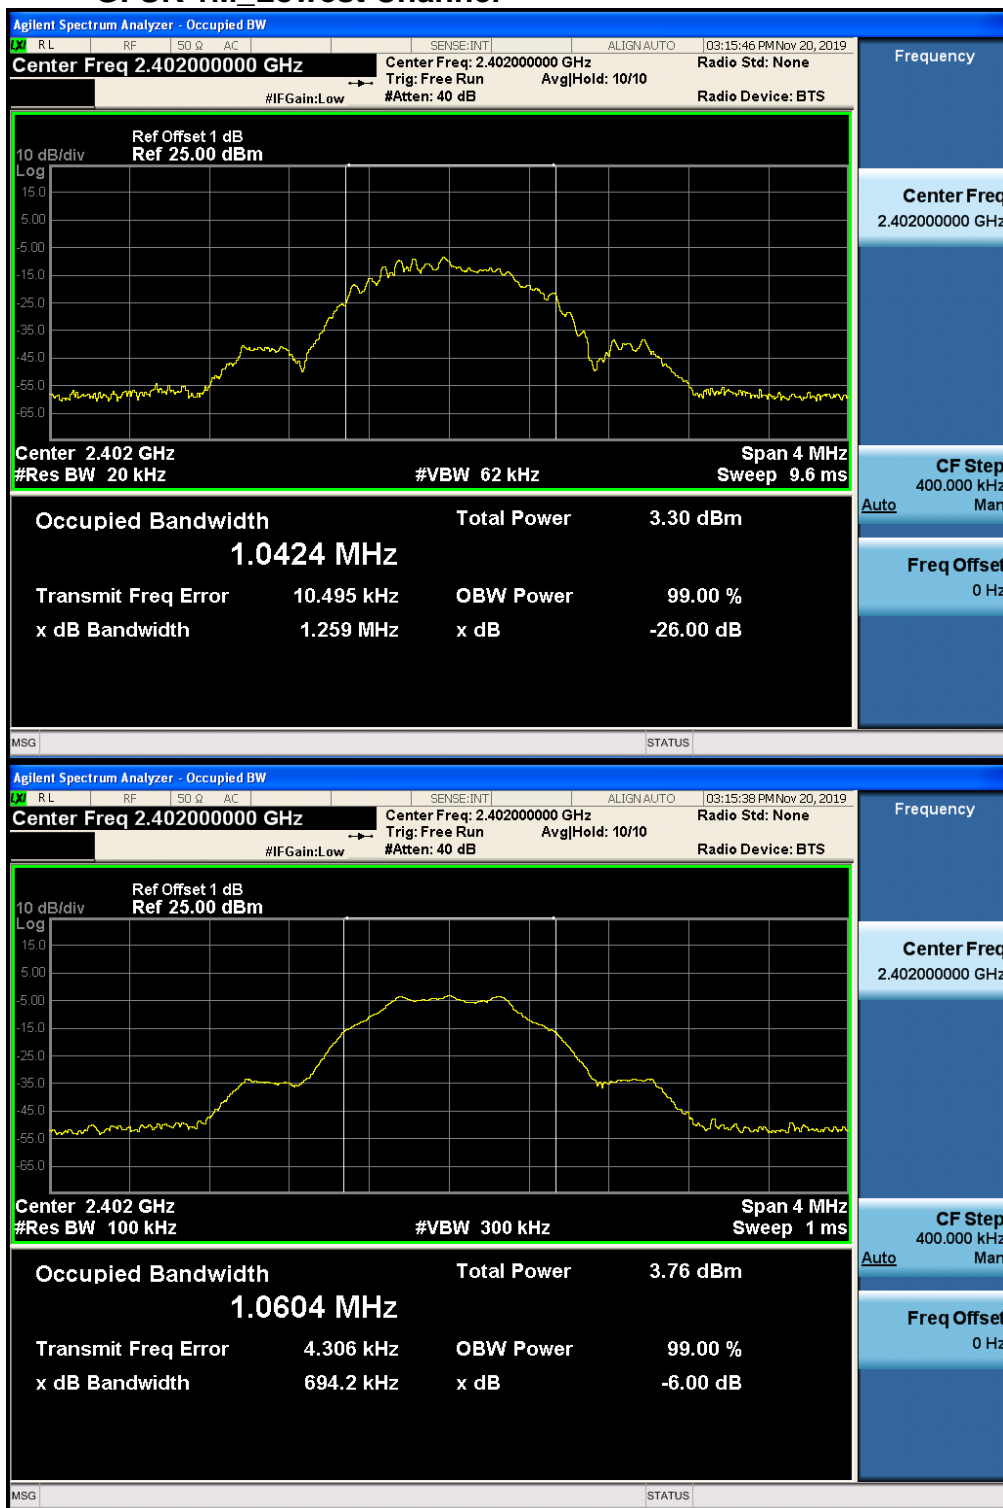 Agilent Spectrum Analyzer - Occupied BW
LXI RL RF 50 Ω AC SENSE:INT ALIGN AUTO 03:15:46 PM Nov 20, 2019
Center Freq 2.402000000 GHz Center Freq: 2.402000000 GHz Radio Std: None Frequency
Trig: Free Run Avg|Hold: 10/10
#IFGain:Low #Atten: 40 dB Radio Device: BTS
Ref Offset 1 dB
10 dB/div Ref 25.00 dBm
Log
15.0
5.00
-5.00
-15.0
-25.0
-35.0
-45.0
-55.0
-65.0
Center Freq
2.402000000 GHz
Center 2.402 GHz Span 4 MHz
#Res BW 20 kHz #VBW 62 kHz Sweep 9.6 ms
CF Step
400.000 kHz
Auto Man
Occupied Bandwidth Total Power 3.30 dBm
1.0424 MHz
Transmit Freq Error 10.495 kHz OBW Power 99.00 %
x dB Bandwidth 1.259 MHz x dB -26.00 dB
Freq Offset
0 Hz
MSG STATUS
Agilent Spectrum Analyzer - Occupied BW
LXI RL RF 50 Ω AC SENSE:INT ALIGN AUTO 03:15:38 PM Nov 20, 2019
Center Freq 2.402000000 GHz Center Freq: 2.402000000 GHz Radio Std: None Frequency
Trig: Free Run Avg|Hold: 10/10
#IFGain:Low #Atten: 40 dB Radio Device: BTS
Ref Offset 1 dB
10 dB/div Ref 25.00 dBm
Log
15.0
5.00
-5.00
-15.0
-25.0
-35.0
-45.0
-55.0
-65.0
Center Freq
2.402000000 GHz
Center 2.402 GHz Span 4 MHz
#Res BW 100 kHz #VBW 300 kHz Sweep 1 ms
CF Step
400.000 kHz
Auto Man
Occupied Bandwidth Total Power 3.76 dBm
1.0604 MHz
Transmit Freq Error 4.306 kHz OBW Power 99.00 %
x dB Bandwidth 694.2 kHz x dB -6.00 dB
Freq Offset
0 Hz
MSG STATUS